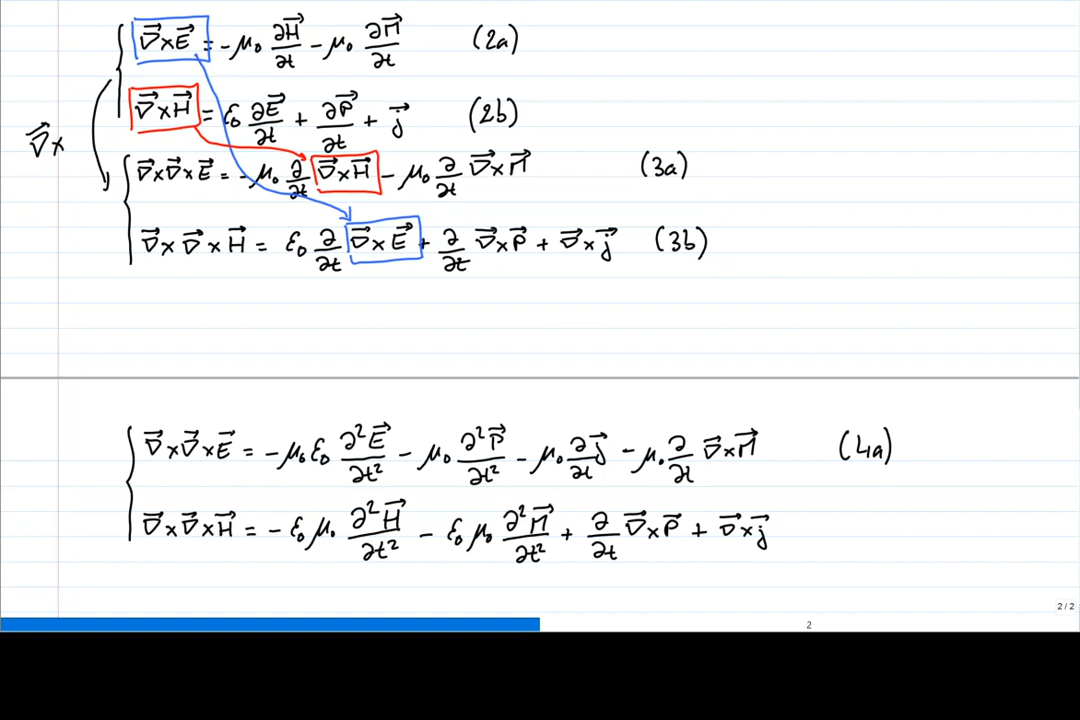 ∇⃗×E⃗ = -μ₀ ∂H⃗/∂t - μ₀ ∂M⃗/∂t (2a)
∇⃗×H⃗ = ε₀ ∂E⃗/∂t + ∂P⃗/∂t + j⃗ (2b)
∇⃗×
∇⃗×∇⃗×E⃗ = -μ₀ ∂/∂t ∇⃗×H⃗ - μ₀ ∂/∂t ∇⃗×M⃗ (3a)
∇⃗×∇⃗×H⃗ = ε₀ ∂/∂t ∇⃗×E⃗ + ∂/∂t ∇⃗×P⃗ + ∇⃗×j⃗ (3b)
∇⃗×∇⃗×E⃗ = -μ₀ε₀ ∂²E⃗/∂t² - μ₀ ∂²P⃗/∂t² - μ₀ ∂j⃗/∂t - μ₀ ∂/∂t ∇⃗×M⃗ (4a)
∇⃗×∇⃗×H⃗ = -ε₀μ₀ ∂²H⃗/∂t² - ε₀μ₀ ∂²M⃗/∂t² + ∂/∂t ∇⃗×P⃗ + ∇⃗×j⃗
2/2
2